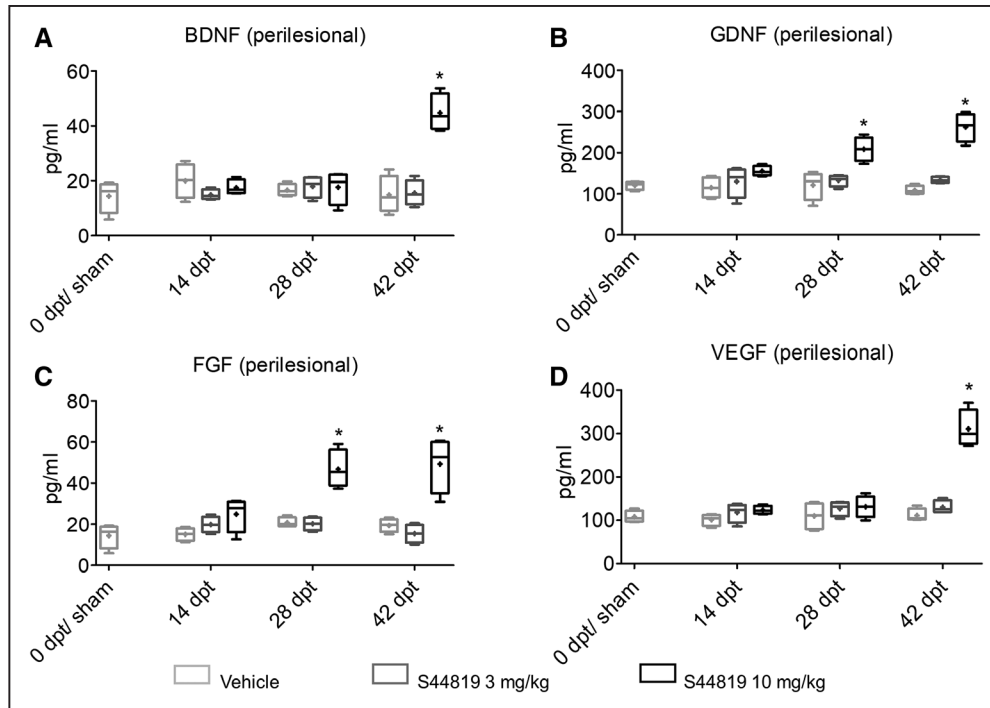 A
BDNF (perilesional)
60
40
20
0
pg/ml
*
0 dpt/ sham
14 dpt
28 dpt
42 dpt
B
GDNF (perilesional)
400
300
200
100
0
pg/ml
*
*
0 dpt/ sham
14 dpt
28 dpt
42 dpt
C
FGF (perilesional)
80
60
40
20
0
pg/ml
*
*
0 dpt/ sham
14 dpt
28 dpt
42 dpt
D
VEGF (perilesional)
400
300
200
100
0
pg/ml
*
0 dpt/ sham
14 dpt
28 dpt
42 dpt
Vehicle
S44819 3 mg/kg
S44819 10 mg/kg